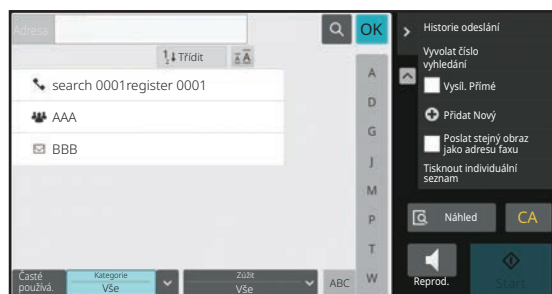 Adresa
OK
Třídit
search 0001register 0001
AAA
BBB
A
D
G
J
M
P
T
W
Časté
používá.
Kategorie
Vše
Zúžit
Vše
ABC
Historie odeslání
Vyvolat číslo
vyhledání
Vysíl. Přímé
Přidat Nový
Poslat stejný obraz
jako adresu faxu
Tisknout individuální
seznam
Náhled
CA
Reprod.
Start